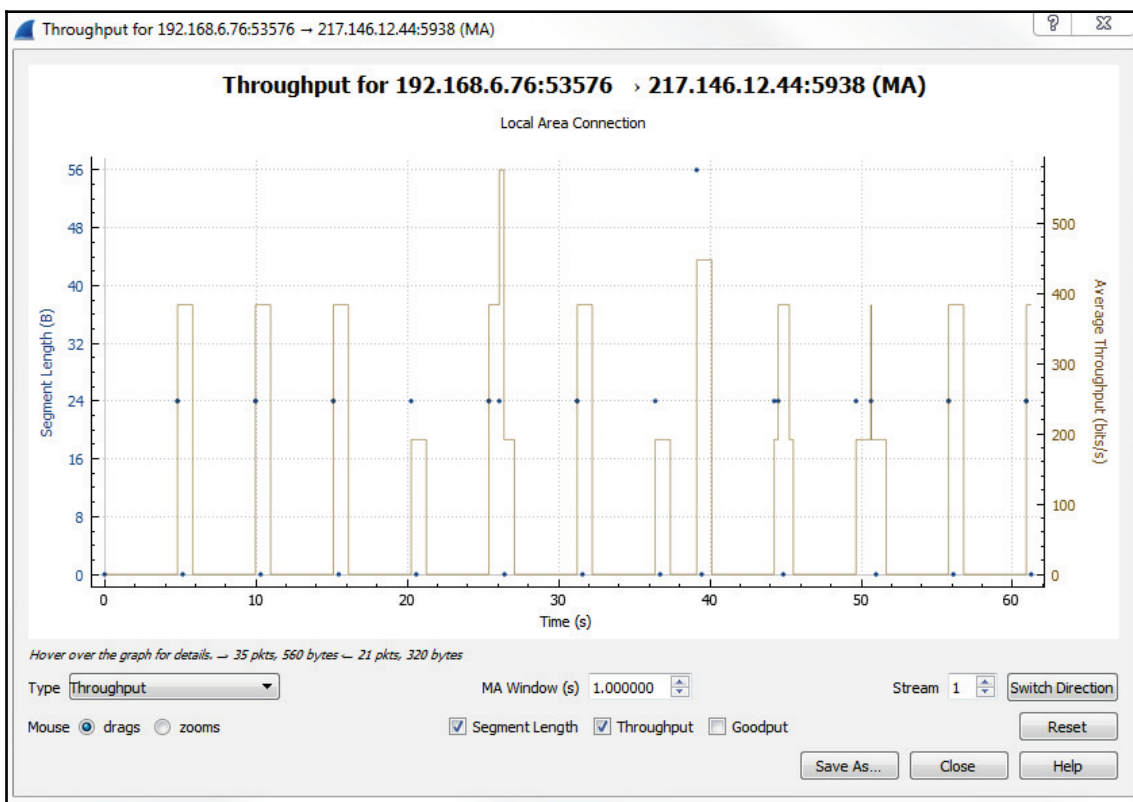 Throughput for 192.168.6.76:53576 → 217.146.12.44:5938 (MA)
Throughput for 192.168.6.76:53576 › 217.146.12.44:5938 (MA)
Local Area Connection
56
48
40
32
24
16
8
0
Segment Length (B)
500
400
300
200
100
0
Average Throughput (bits/s)
0 10 20 30 40 50 60
Time (s)
Hover over the graph for details. → 35 pkts, 560 bytes ← 21 pkts, 320 bytes
Type Throughput MA Window (s) 1.000000 Stream 1 Switch Direction
Mouse drags zooms Segment Length Throughput Goodput Reset
Save As... Close Help